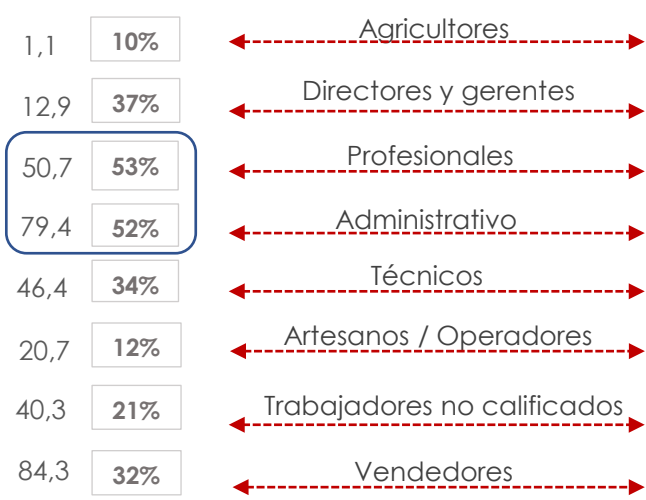 1,1 10% Agricultores
12,9 37% Directores y gerentes
50,7 53% Profesionales
79,4 52% Administrativo
46,4 34% Técnicos
20,7 12% Artesanos / Operadores
40,3 21% Trabajadores no calificados
84,3 32% Vendedores